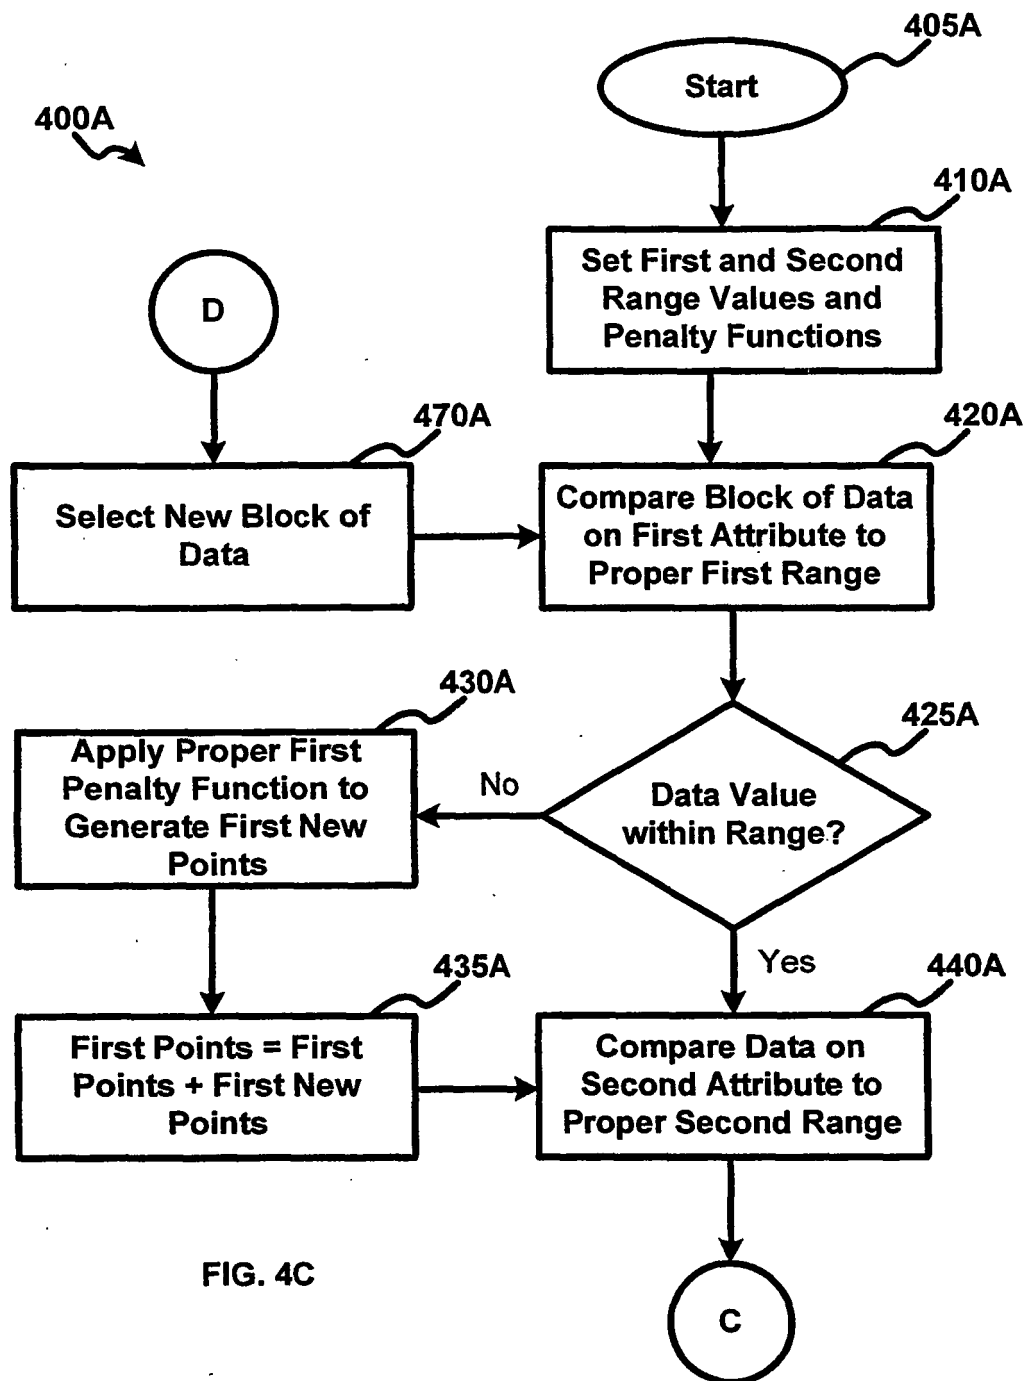 405A
Start
400A
410A
Set First and Second
Range Values and
Penalty Functions
D
470A
Select New Block of
Data
420A
Compare Block of Data
on First Attribute to
Proper First Range
430A
Apply Proper First
Penalty Function to
Generate First New
Points
No
425A
Data Value
within Range?
Yes
435A
First Points = First
Points + First New
Points
440A
Compare Data on
Second Attribute to
Proper Second Range
FIG. 4C
C